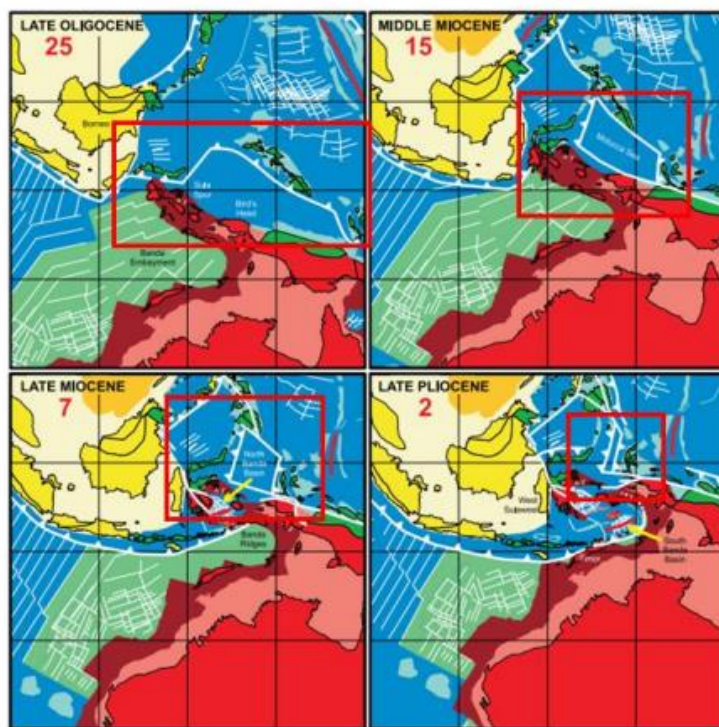 LATE OLIGOCENE
25
Borneo
Sula
Spur
Bird's
Head
Banda
Embayment
MIDDLE MIOCENE
15
Molucca Sea
LATE MIOCENE
7
North
Banda
Basin
Banda
Ridges
LATE PLIOCENE
2
West
Sulawesi
South
Banda
Basin
Timor